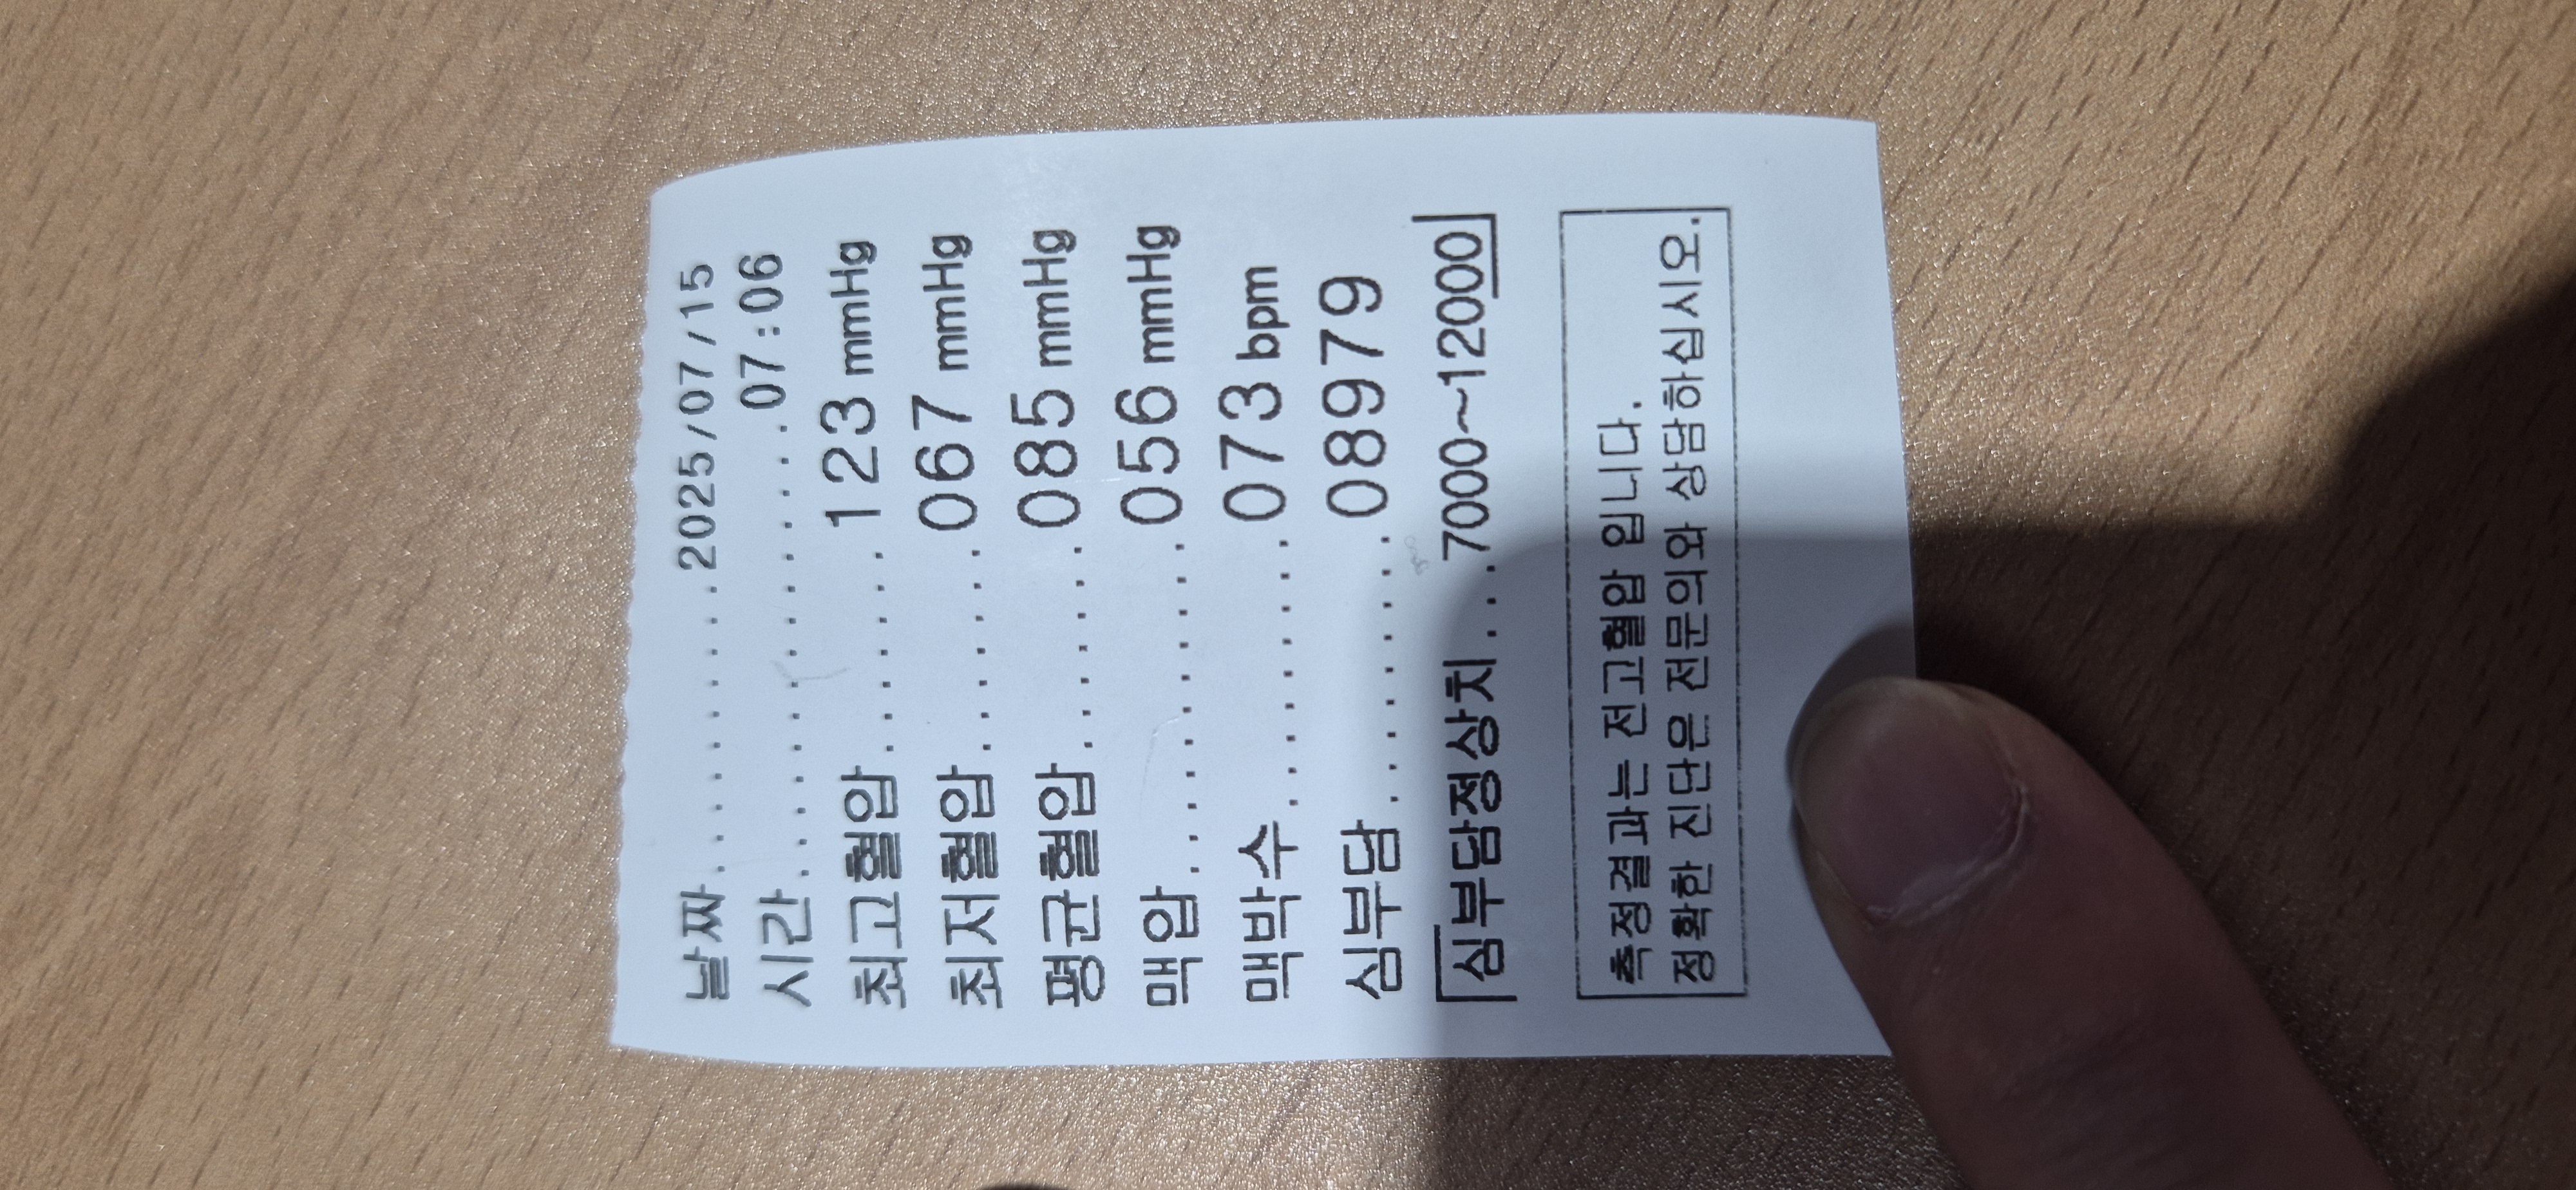 날짜..............2025/07/15
시간..............07:06
최고혈압.........123 mmHg
최저혈압.........067 mmHg
평균혈압.........085 mmHg
맥압............056 mmHg
맥박수..........073 bpm
심부담..........08979
[심부담정상치...7000~12000]
측정결과는 전고혈압 입니다.
정확한 진단은 전문의와 상담하십시오.